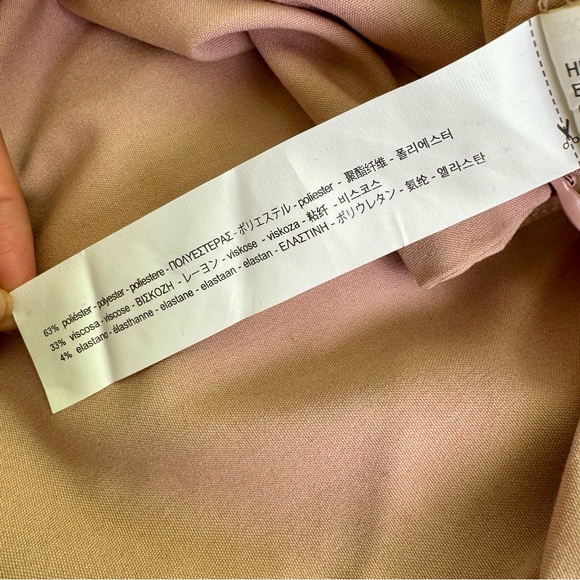 63% poliéster - polyester - poliestere - ΠΟΛΥΕΣΤΕΡΑΣ - ポリエステル - poliester - 聚酯纤维 - 폴리에스터
33% viscosa - viscose - ΒΙΣΚΟΖΗ - レーヨン - viskose - viskoza - 粘纤 - 비스코스
4% elastano - élasthanne - elastane - elastaan - elastan - ΕΛΑΣΤΙΝΗ - ポリウレタン - 氨纶 - 엘라스탄